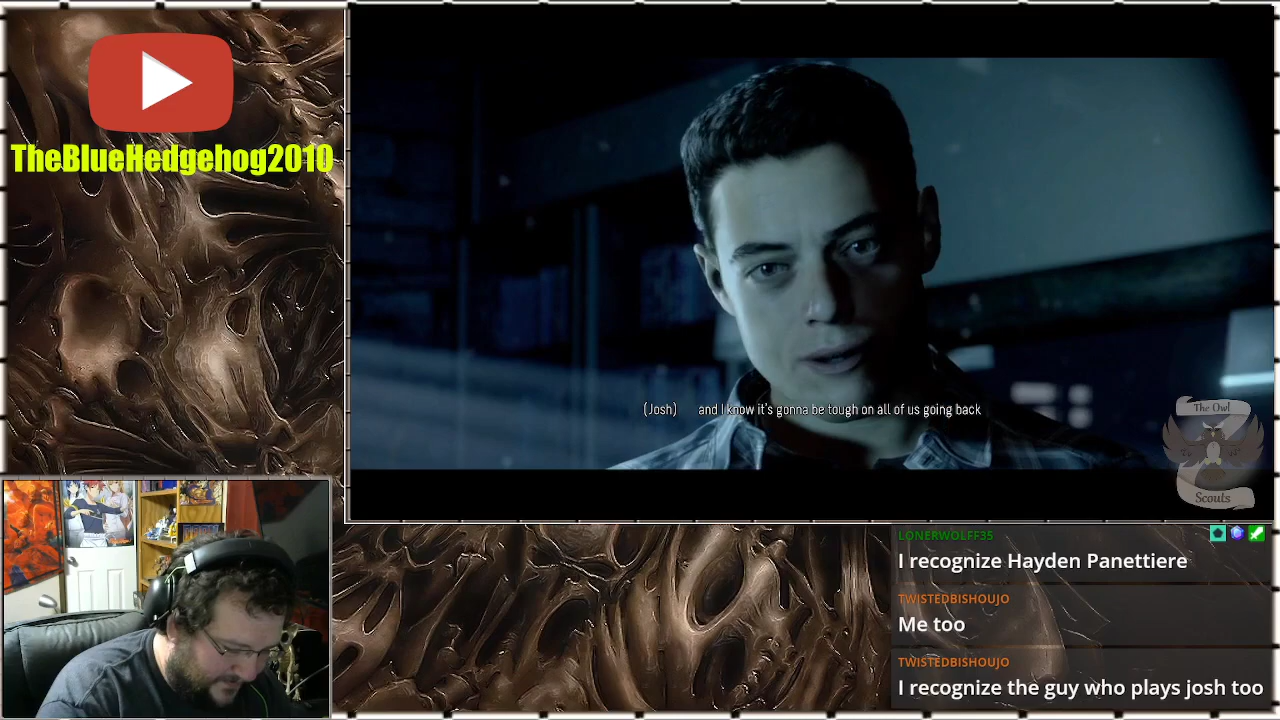 TheBlueHedgehog2010
(Josh) and I know it's gonna be tough on all of us going back
The Owl
Scouts
LONERWOLFF35
I recognize Hayden Panettiere
TWISTEDBISHOUJO
Me too
TWISTEDBISHOUJO
I recognize the guy who plays josh too